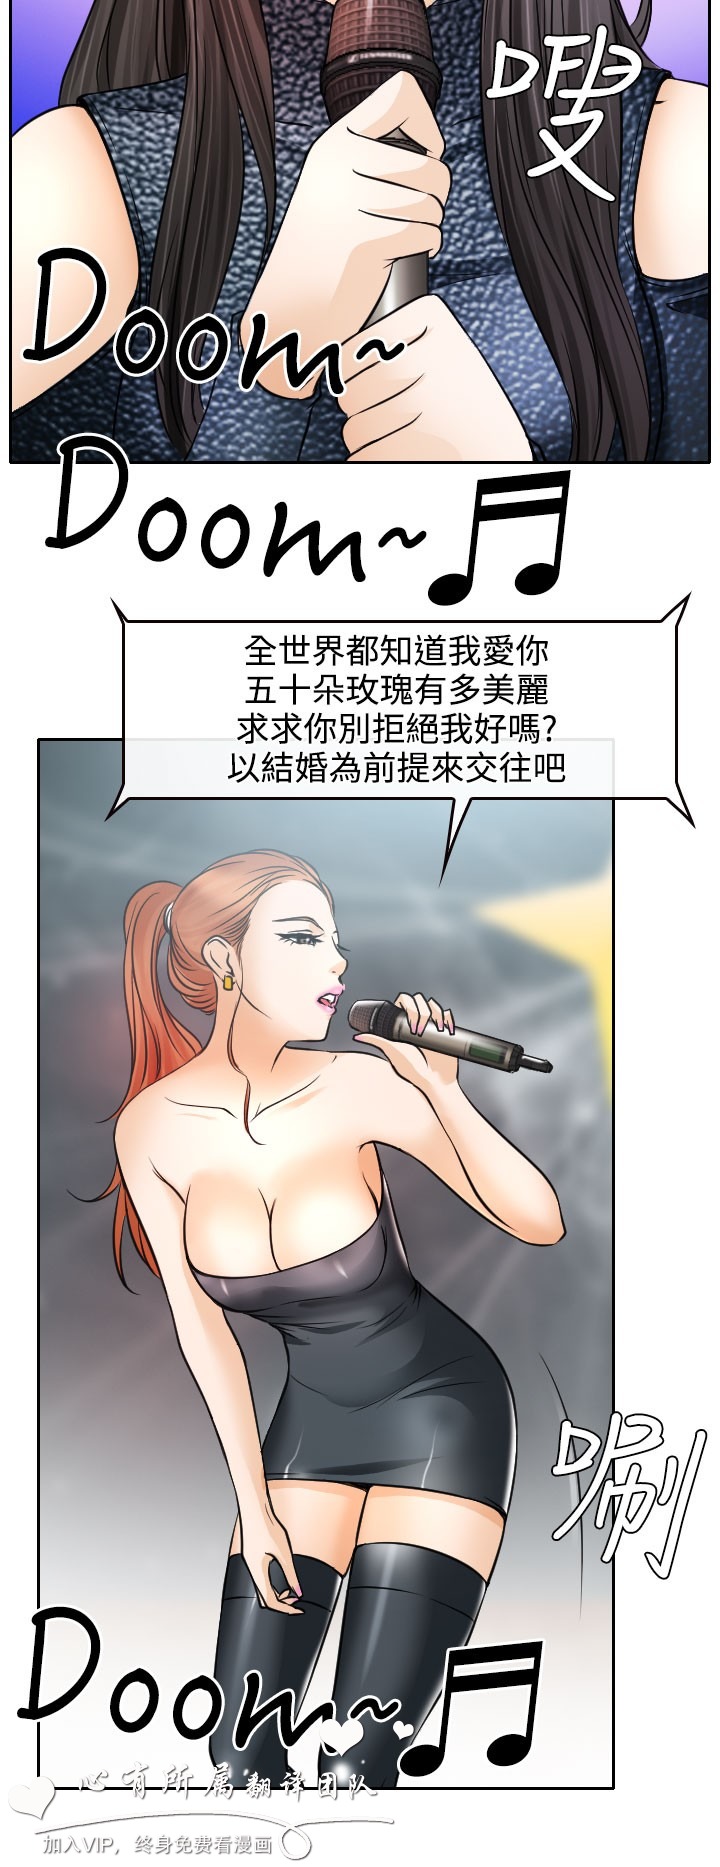 嗖
Doom~
Doom~
全世界都知道我愛你
五十朵玫瑰有多美麗
求求你別拒絕我好嗎?
以結婚為前提來交往吧
唰
Doom~
心有所属翻译团队
加入VIP，终身免费看漫画